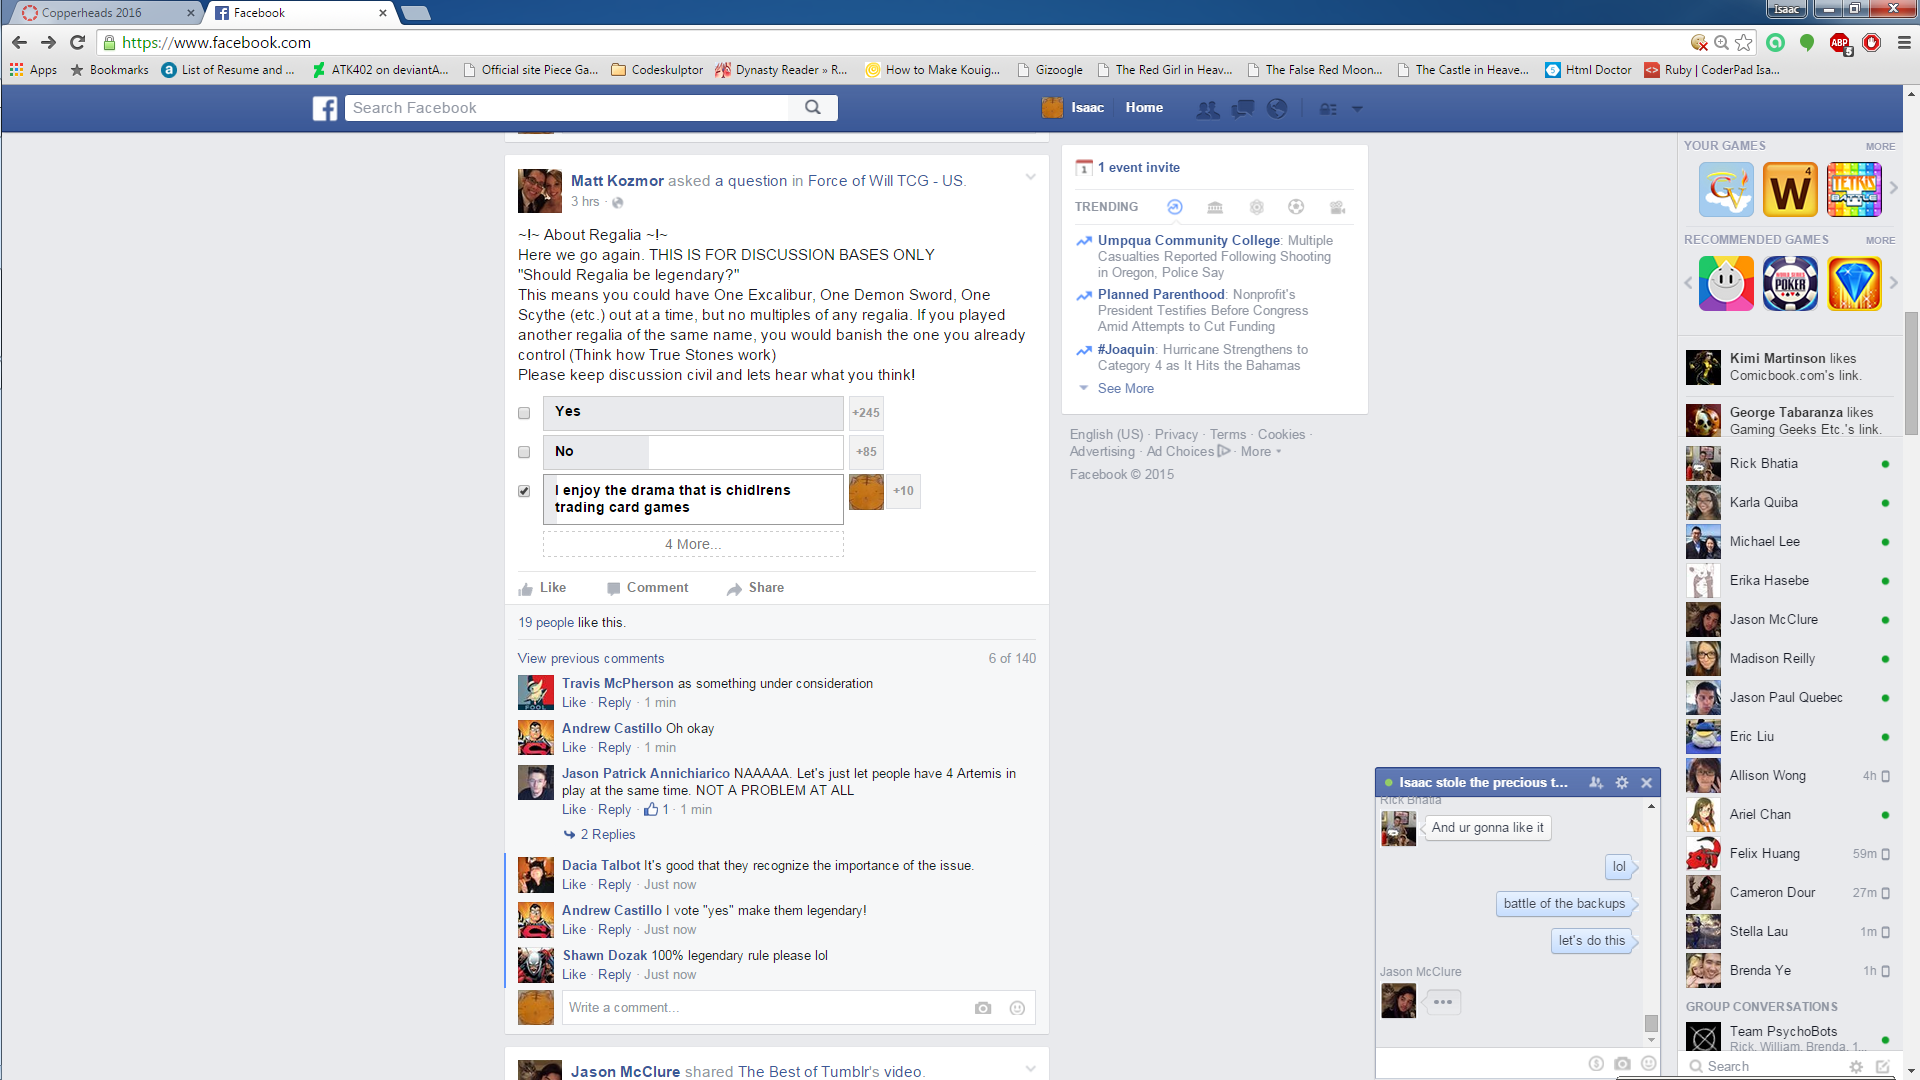 Copperheads 2016
Facebook
Isaac
https://www.facebook.com
Apps
Bookmarks
List of Resume and ...
ATK402 on deviantA...
Official site Piece Ga...
Codeskulptor
Dynasty Reader » R...
How to Make Kouig...
Gizoogle
The Red Girl in Heav...
The False Red Moon...
The Castle in Heave...
Html Doctor
Ruby | CoderPad Isa...
Search Facebook
Isaac
Home
Matt Kozmor asked a question in Force of Will TCG - US.
3 hrs ·
~!~ About Regalia ~!~
Here we go again. THIS IS FOR DISCUSSION BASES ONLY
"Should Regalia be legendary?"
This means you could have One Excalibur, One Demon Sword, One
Scythe (etc.) out at a time, but no multiples of any regalia. If you played
another regalia of the same name, you would banish the one you already
control (Think how True Stones work)
Please keep discussion civil and lets hear what you think!
Yes
+245
No
+85
I enjoy the drama that is chidlrens
trading card games
+10
4 More...
Like
Comment
Share
19 people like this.
View previous comments
6 of 140
Travis McPherson as something under consideration
Like · Reply · 1 min
Andrew Castillo Oh okay
Like · Reply · 1 min
Jason Patrick Annichiarico NAAAAA. Let's just let people have 4 Artemis in
play at the same time. NOT A PROBLEM AT ALL
Like · Reply · 1 · 1 min
2 Replies
Dacia Talbot It's good that they recognize the importance of the issue.
Like · Reply · Just now
Andrew Castillo I vote "yes" make them legendary!
Like · Reply · Just now
Shawn Dozak 100% legendary rule please lol
Like · Reply · Just now
Write a comment...
Jason McClure shared The Best of Tumblr's video.
1 event invite
TRENDING
Umpqua Community College: Multiple
Casualties Reported Following Shooting
in Oregon, Police Say
Planned Parenthood: Nonprofit's
President Testifies Before Congress
Amid Attempts to Cut Funding
#Joaquin: Hurricane Strengthens to
Category 4 as It Hits the Bahamas
See More
English (US) · Privacy · Terms · Cookies ·
Advertising · Ad Choices · More
Facebook © 2015
YOUR GAMES
MORE
W
4
TETRIS
BATTLE
RECOMMENDED GAMES
MORE
POKER
Kimi Martinson likes
Comicbook.com's link.
George Tabaranza likes
Gaming Geeks Etc.'s link.
Rick Bhatia
Karla Quiba
Michael Lee
Erika Hasebe
Jason McClure
Madison Reilly
Jason Paul Quebec
Eric Liu
Allison Wong
4h
Ariel Chan
Felix Huang
59m
Cameron Dour
27m
Stella Lau
1m
Brenda Ye
1h
GROUP CONVERSATIONS
Team PsychoBots
Rick, William, Brenda, 1...
Search
Isaac stole the precious t...
Rick Bhatia
And ur gonna like it
lol
battle of the backups
let's do this
Jason McClure